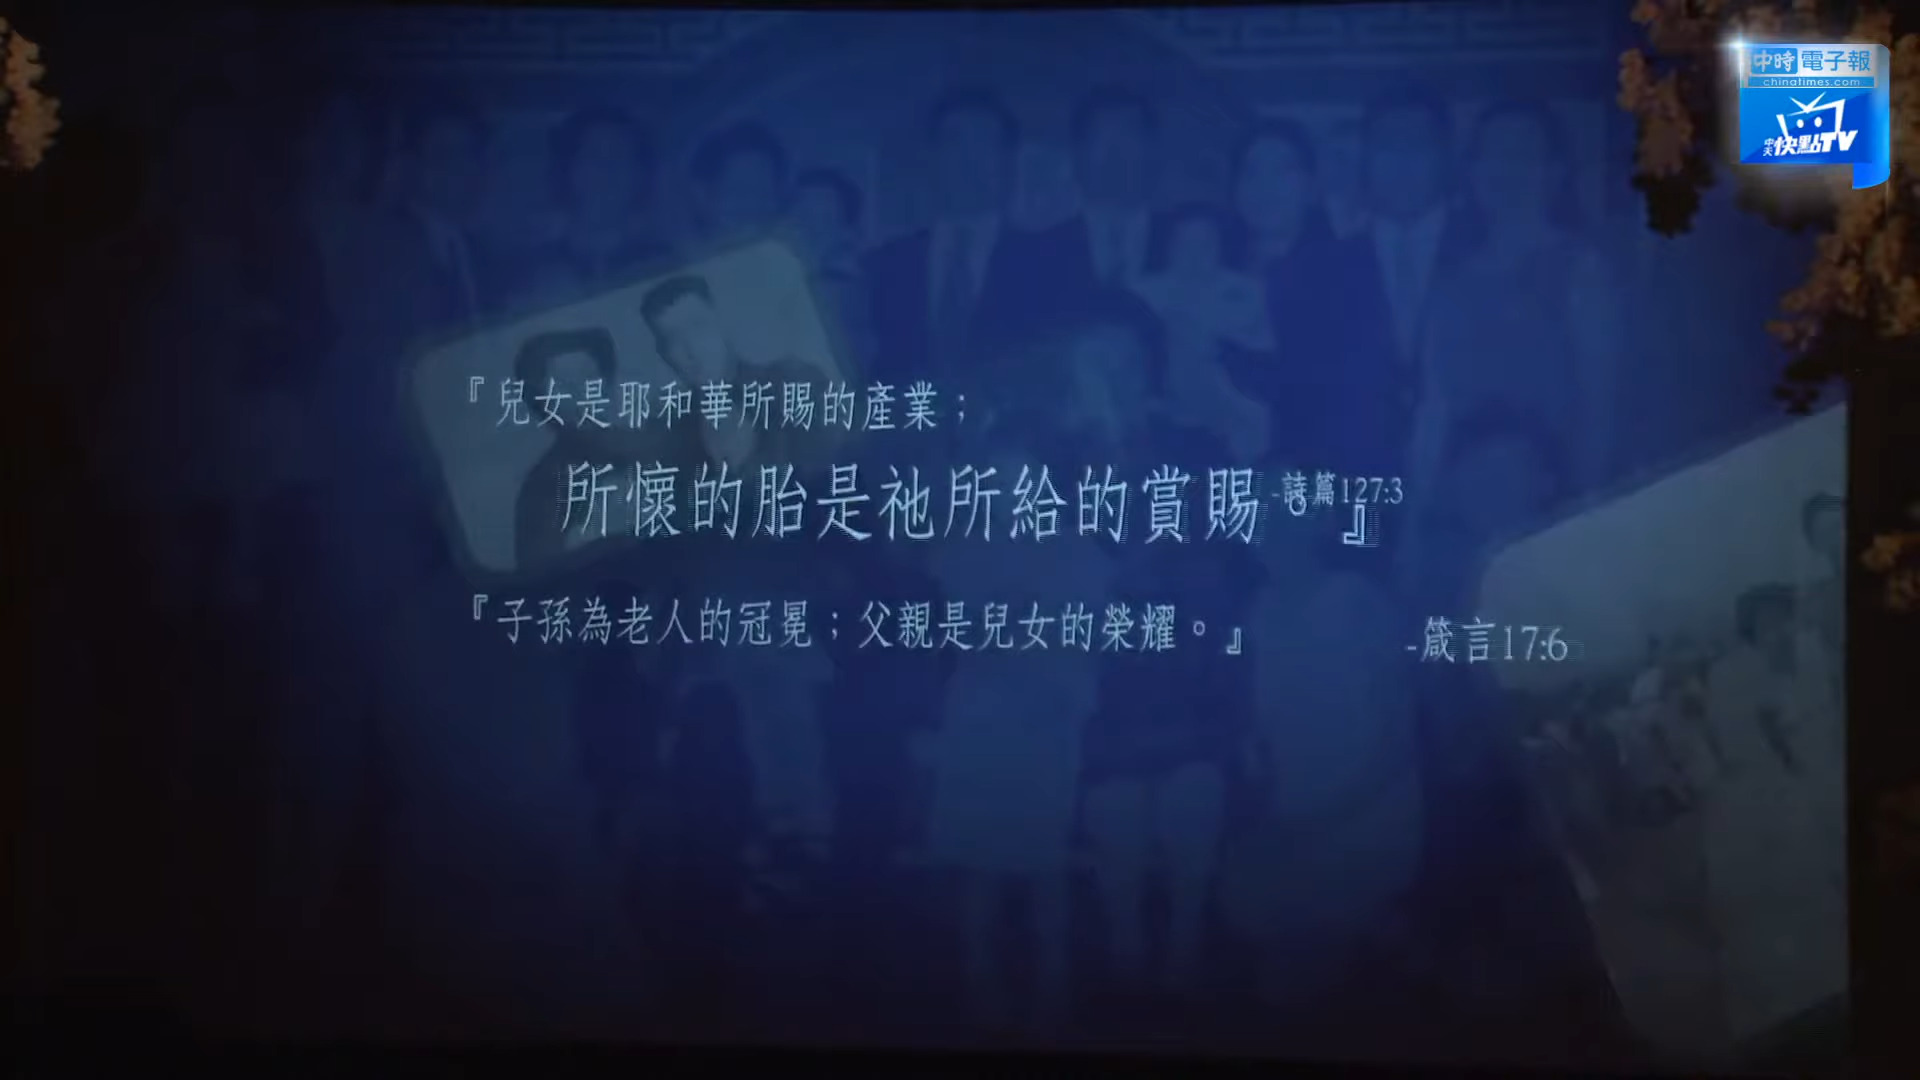 中時 電子報
chinatimes.com
中天 快點TV
『兒女是耶和華所賜的產業；
所懷的胎是祂所給的賞賜。』
-詩篇127:3
『子孫為老人的冠冕；父親是兒女的榮耀。』
-箴言17:6